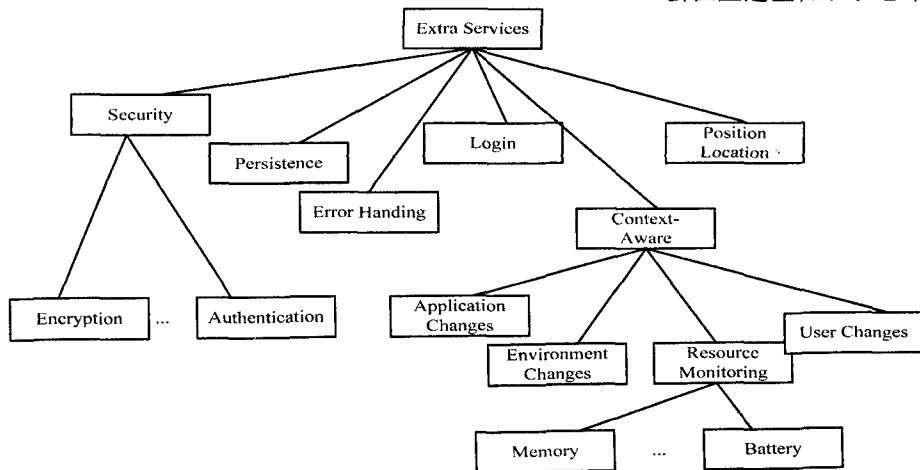 Extra Services
Security
Persistence
Login
Position
Location
Error Handing
Context-
Aware
Encryption
...
Authentication
Application
Changes
Environment
Changes
Resource
Monitoring
User Changes
Memory
...
Battery